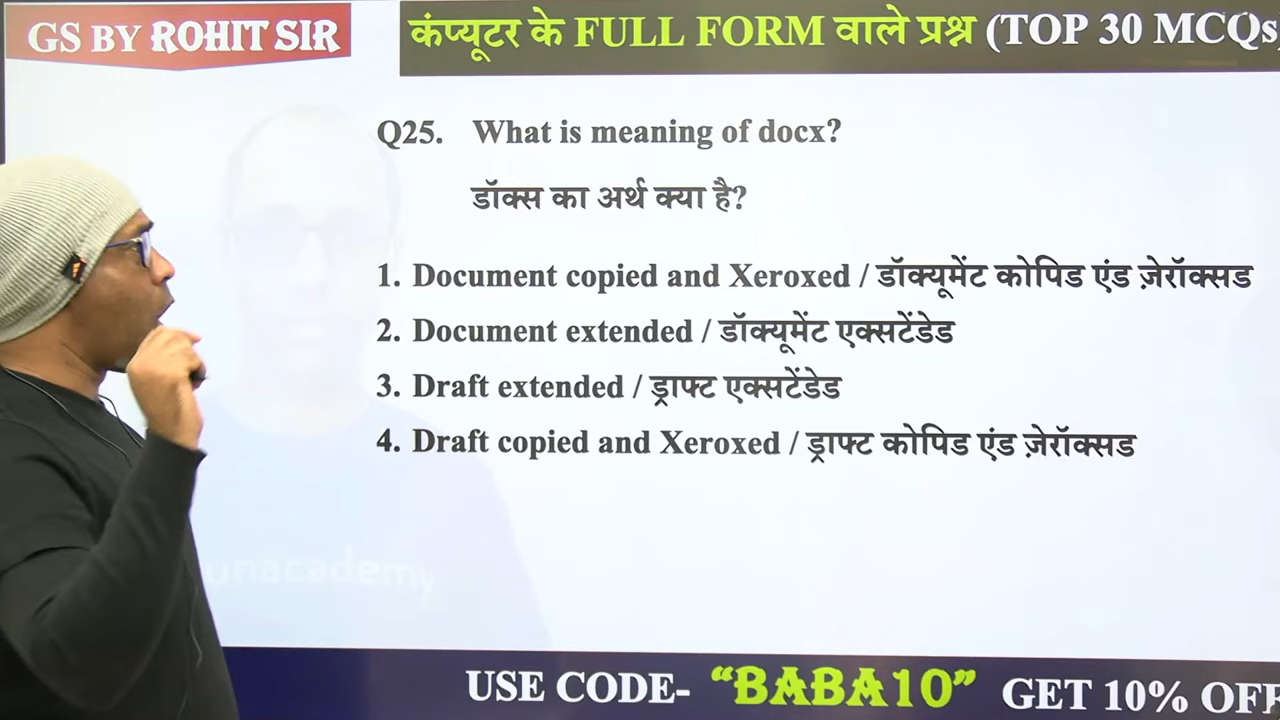 GS BY ROHIT SIR
कंप्यूटर के FULL FORM वाले प्रश्न (TOP 30 MCQs
Q25. What is meaning of docx?
डॉक्स का अर्थ क्या है?
1. Document copied and Xeroxed / डॉक्यूमेंट कोपिड एंड ज़ेरॉक्सड
2. Document extended / डॉक्यूमेंट एक्सटेंडेड
3. Draft extended / ड्राफ्ट एक्सटेंडेड
4. Draft copied and Xeroxed / ड्राफ्ट कोपिड एंड ज़ेरॉक्सड
unacademy
USE CODE- “BABA10” GET 10% OFF